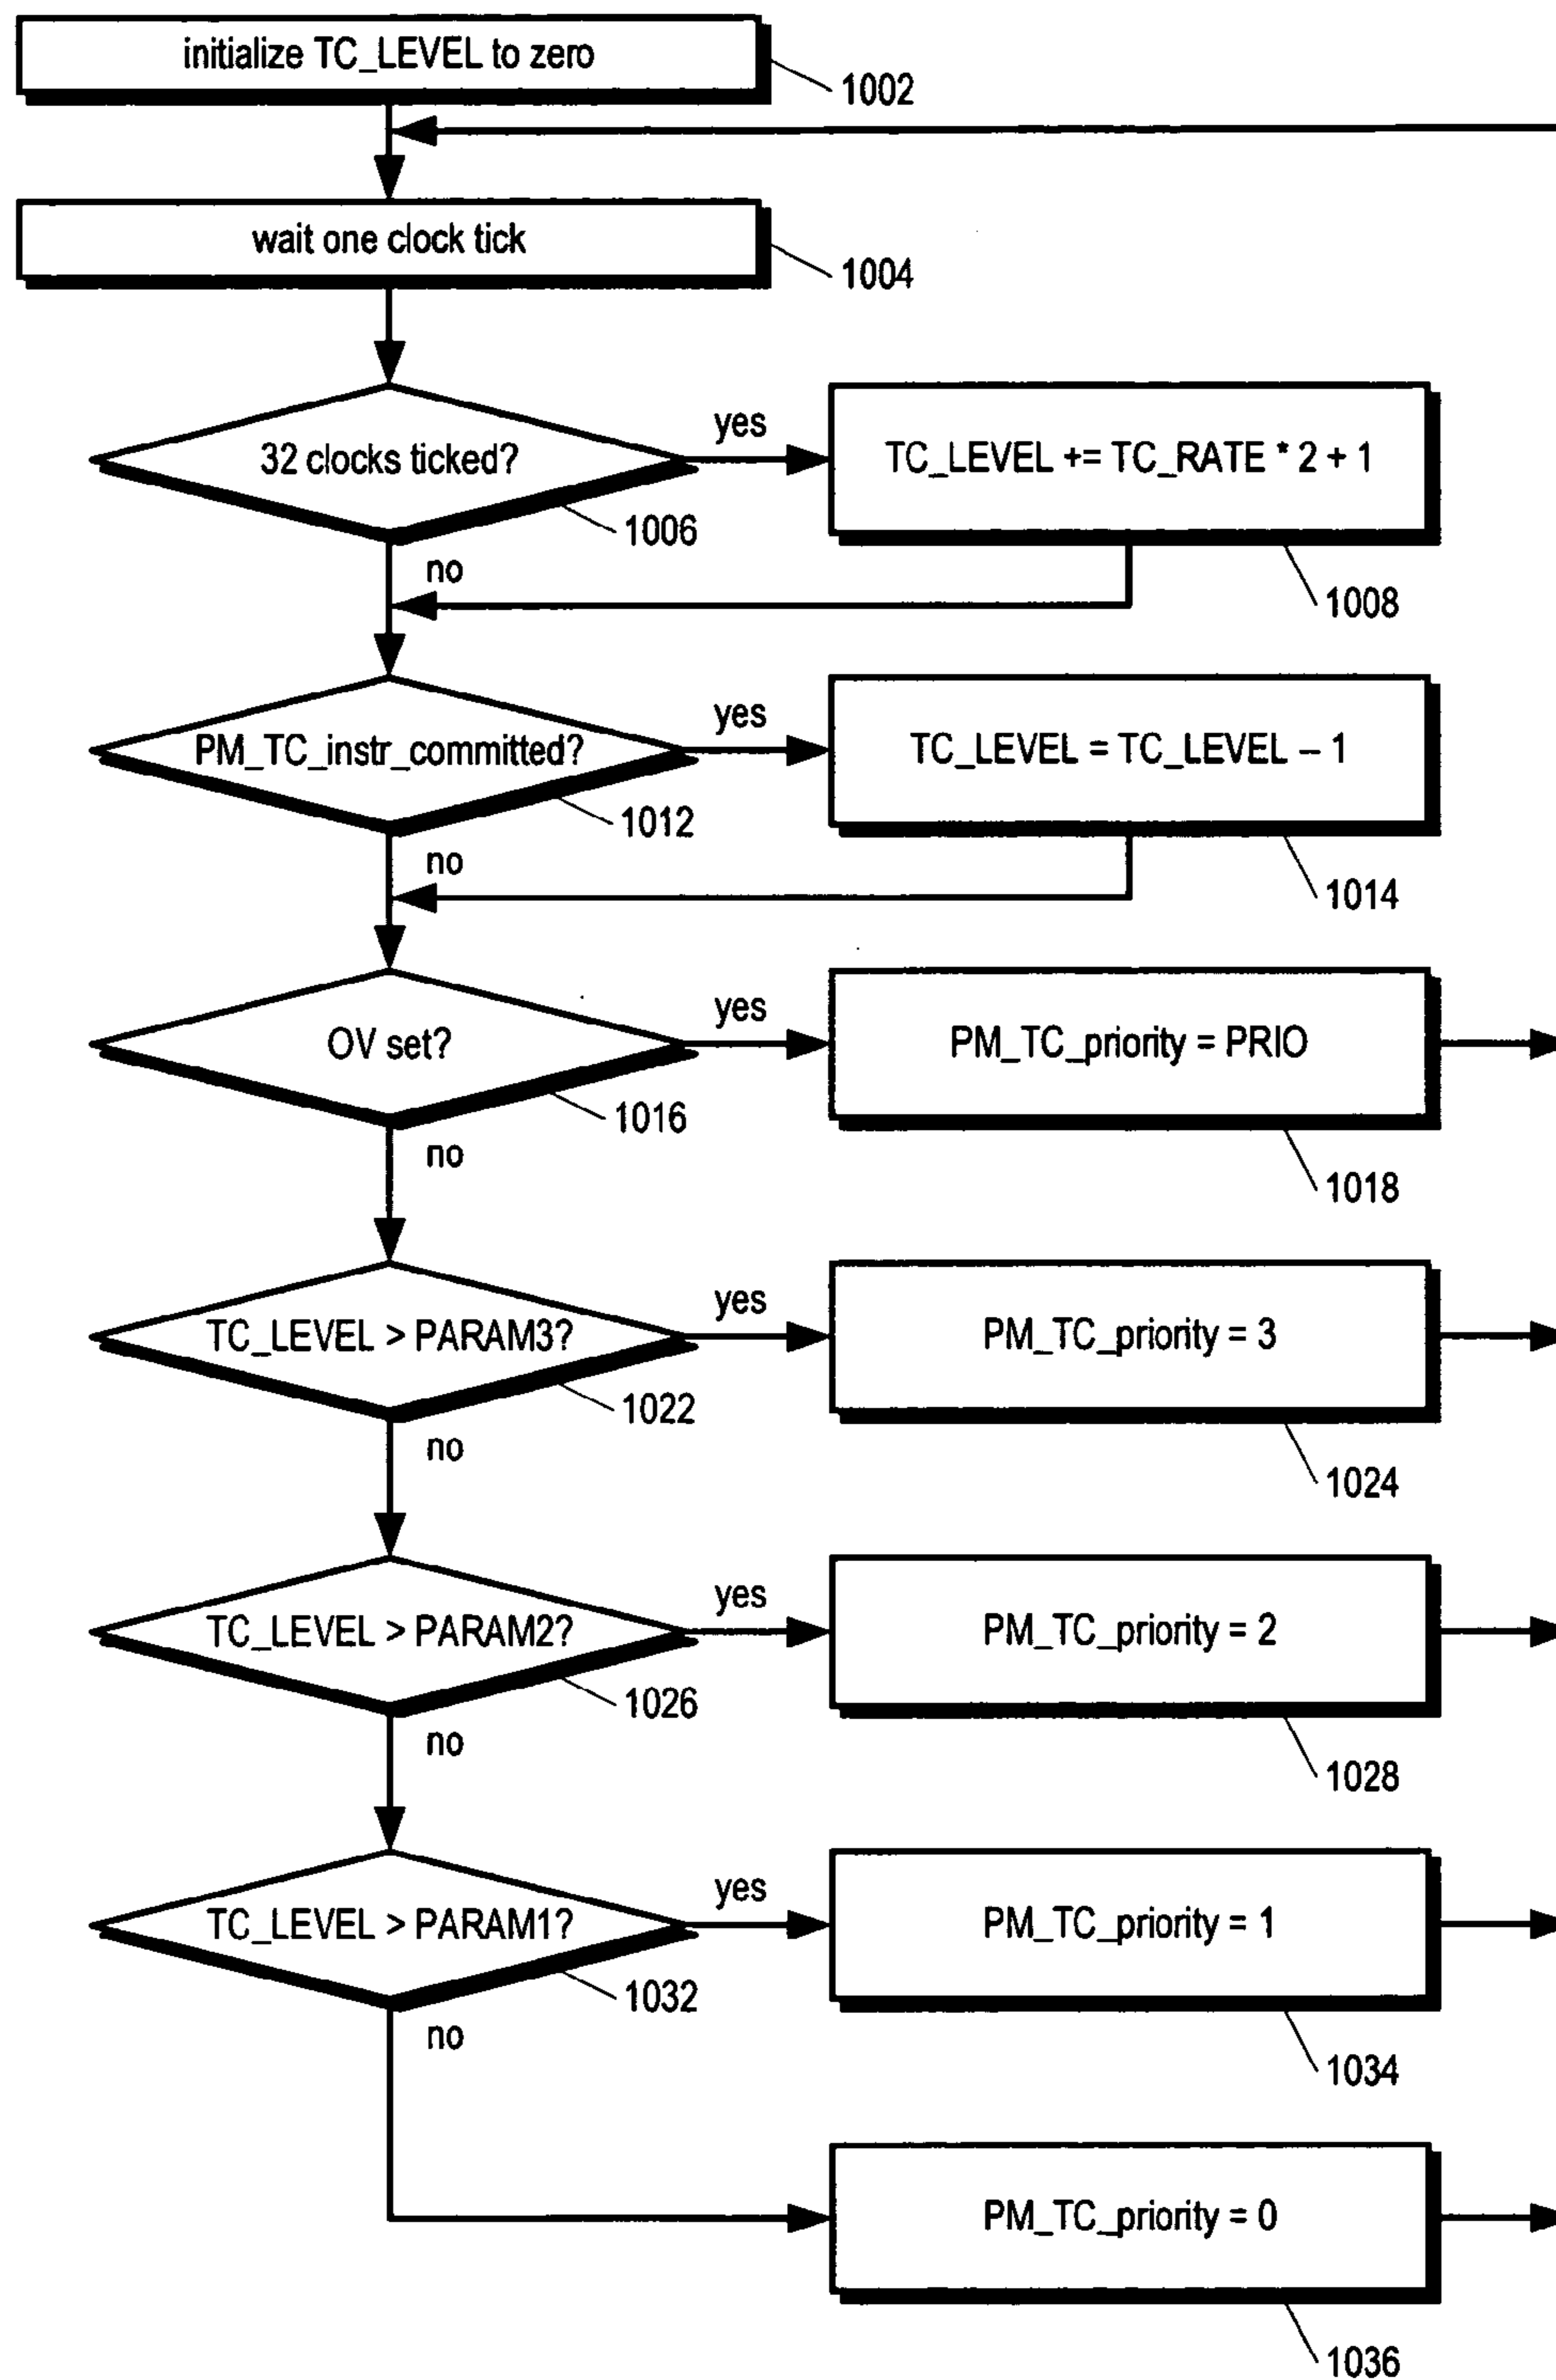 initialize TC_LEVEL to zero
1002
wait one clock tick
1004
32 clocks ticked?
yes
TC_LEVEL += TC_RATE * 2 + 1
1006
no
1008
PM_TC_instr_committed?
yes
TC_LEVEL = TC_LEVEL – 1
1012
no
1014
OV set?
yes
PM_TC_priority = PRIO
1016
no
1018
TC_LEVEL > PARAM3?
yes
PM_TC_priority = 3
1022
no
1024
TC_LEVEL > PARAM2?
yes
PM_TC_priority = 2
1026
no
1028
TC_LEVEL > PARAM1?
yes
PM_TC_priority = 1
1032
no
1034
PM_TC_priority = 0
1036